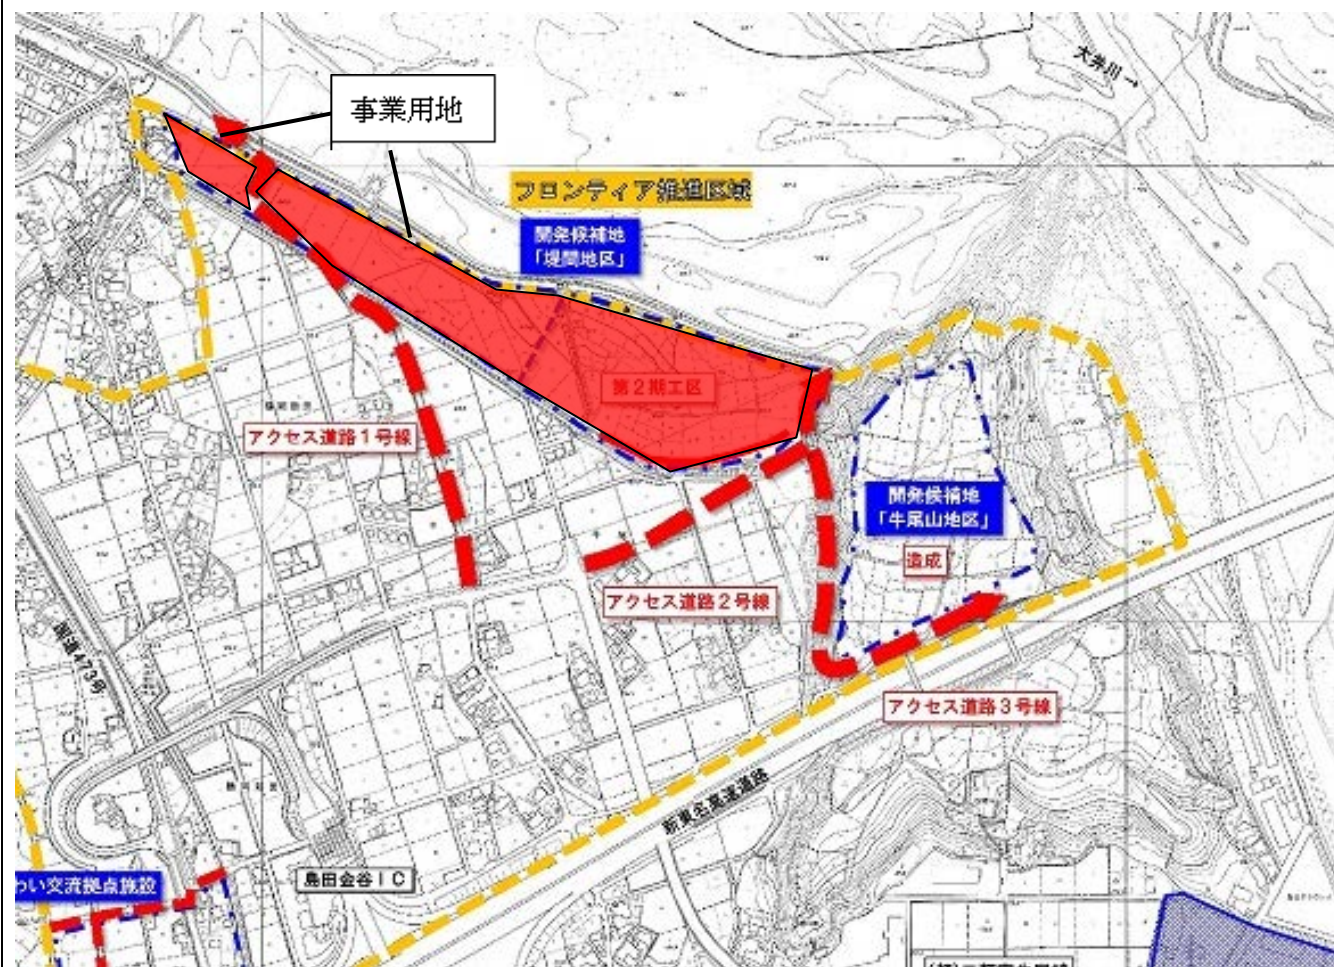 大井川→
事業用地
フロンティア推進区域
開発候補地
「堤間地区」
第2期工区
アクセス道路1号線
開発候補地
「牛尾山地区」
造成
アクセス道路2号線
国道473号
アクセス道路3号線
新東名高速道路
島田金谷IC
わい交流拠点施設